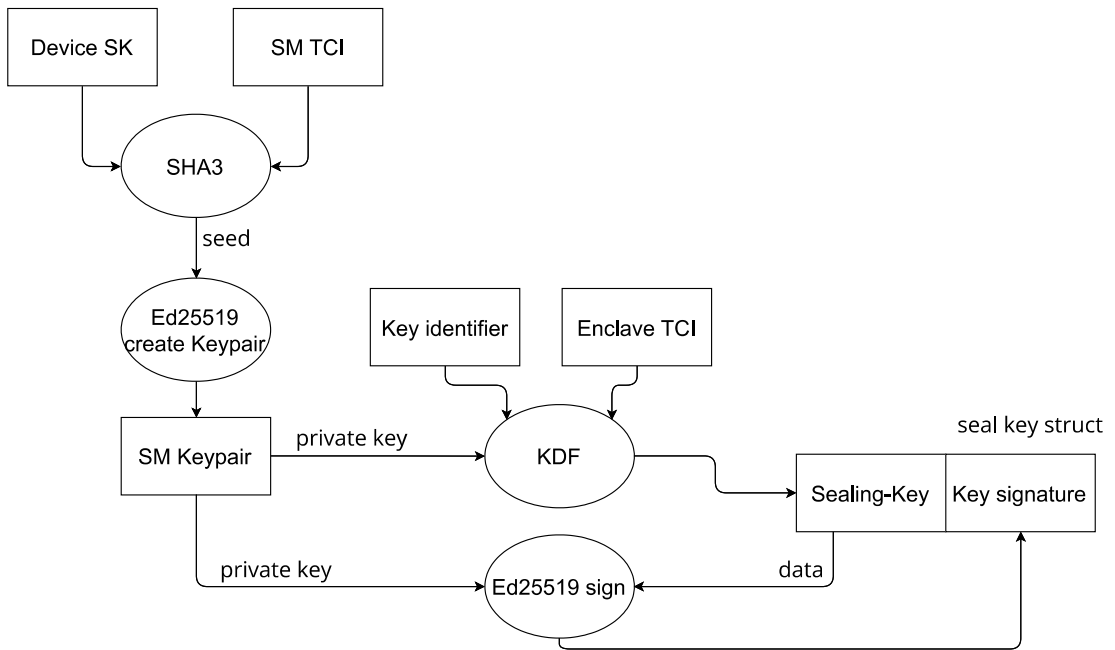 Device SK
SM TCI
SHA3
seed
Ed25519
create Keypair
Key identifier
Enclave TCI
SM Keypair
private key
KDF
seal key struct
Sealing-Key
Key signature
private key
Ed25519 sign
data